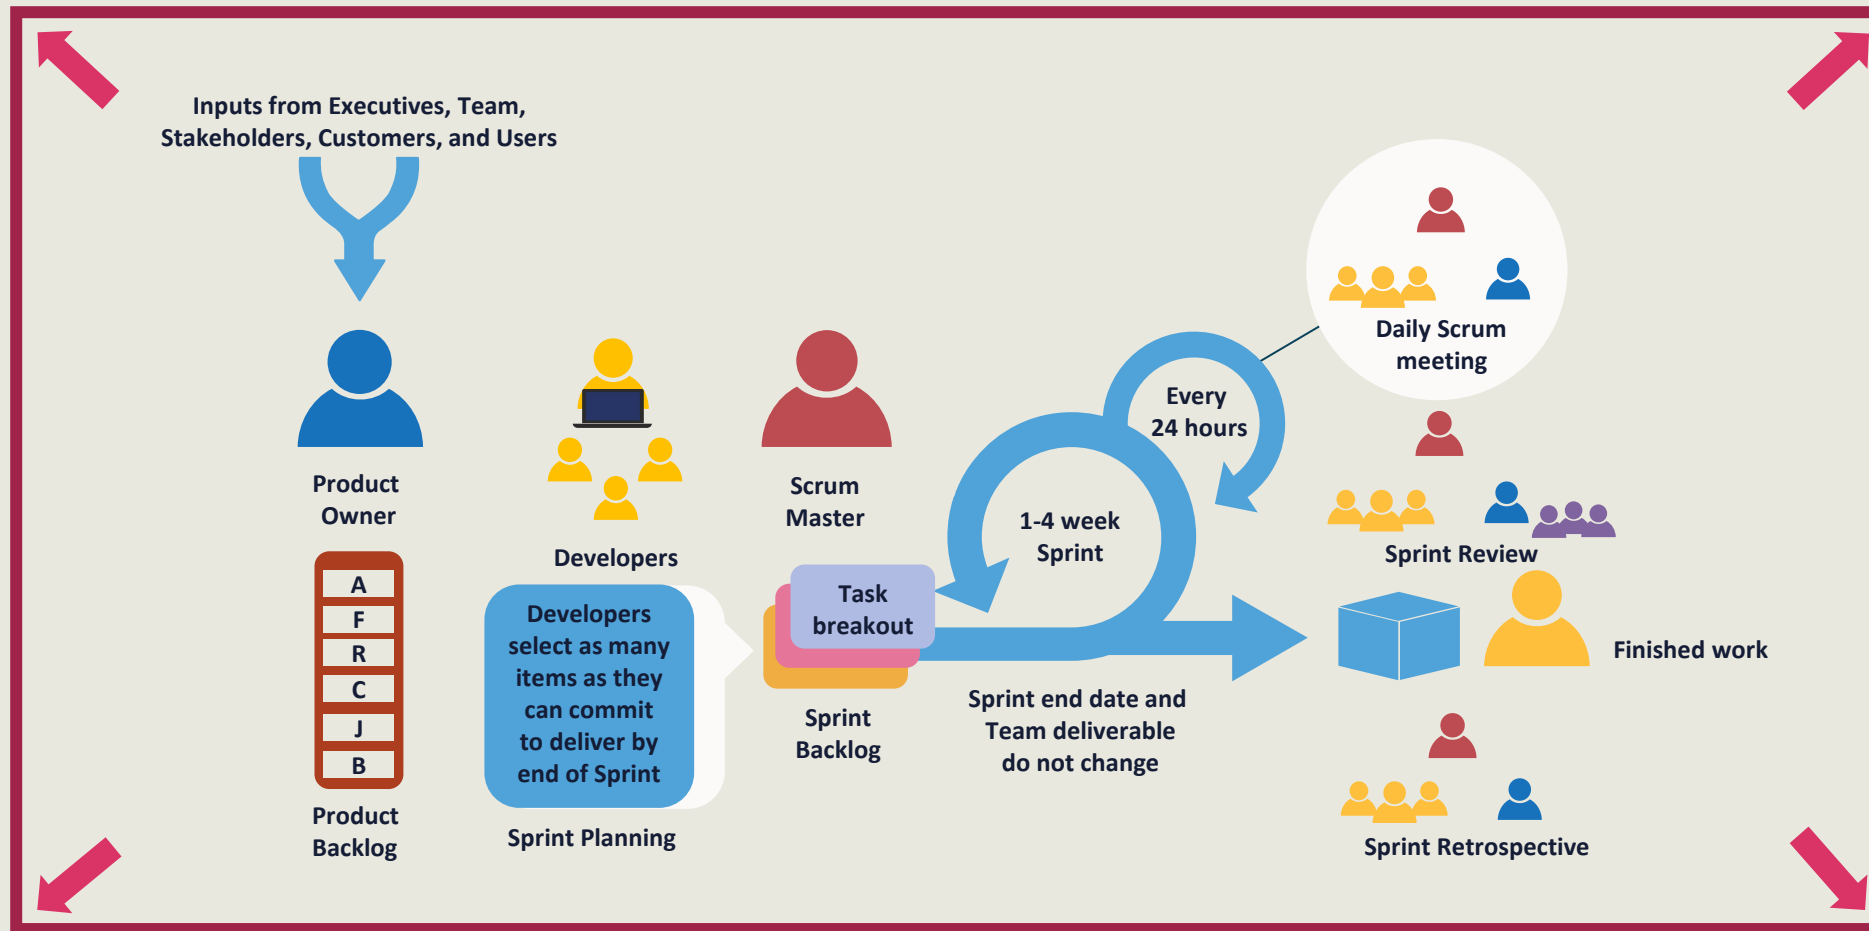 Inputs from Executives, Team,
Stakeholders, Customers, and Users
Product
Owner
Developers
Scrum
Master
A
F
R
C
J
B
Product
Backlog
Developers
select as many
items as they
can commit
to deliver by
end of Sprint
Sprint Planning
Task
breakout
Sprint
Backlog
1-4 week
Sprint
Every
24 hours
Sprint end date and
Team deliverable
do not change
Daily Scrum
meeting
Sprint Review
Finished work
Sprint Retrospective